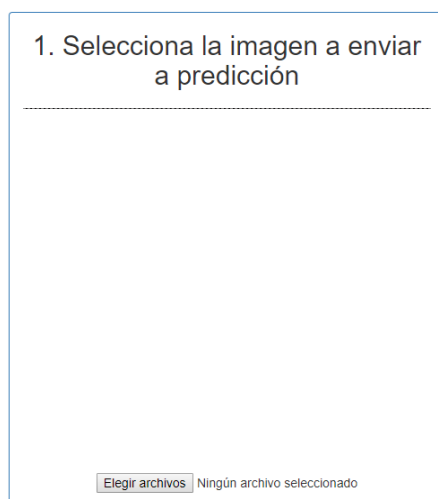 1. Selecciona la imagen a enviar
a predicción
Elegir archivos Ningún archivo seleccionado